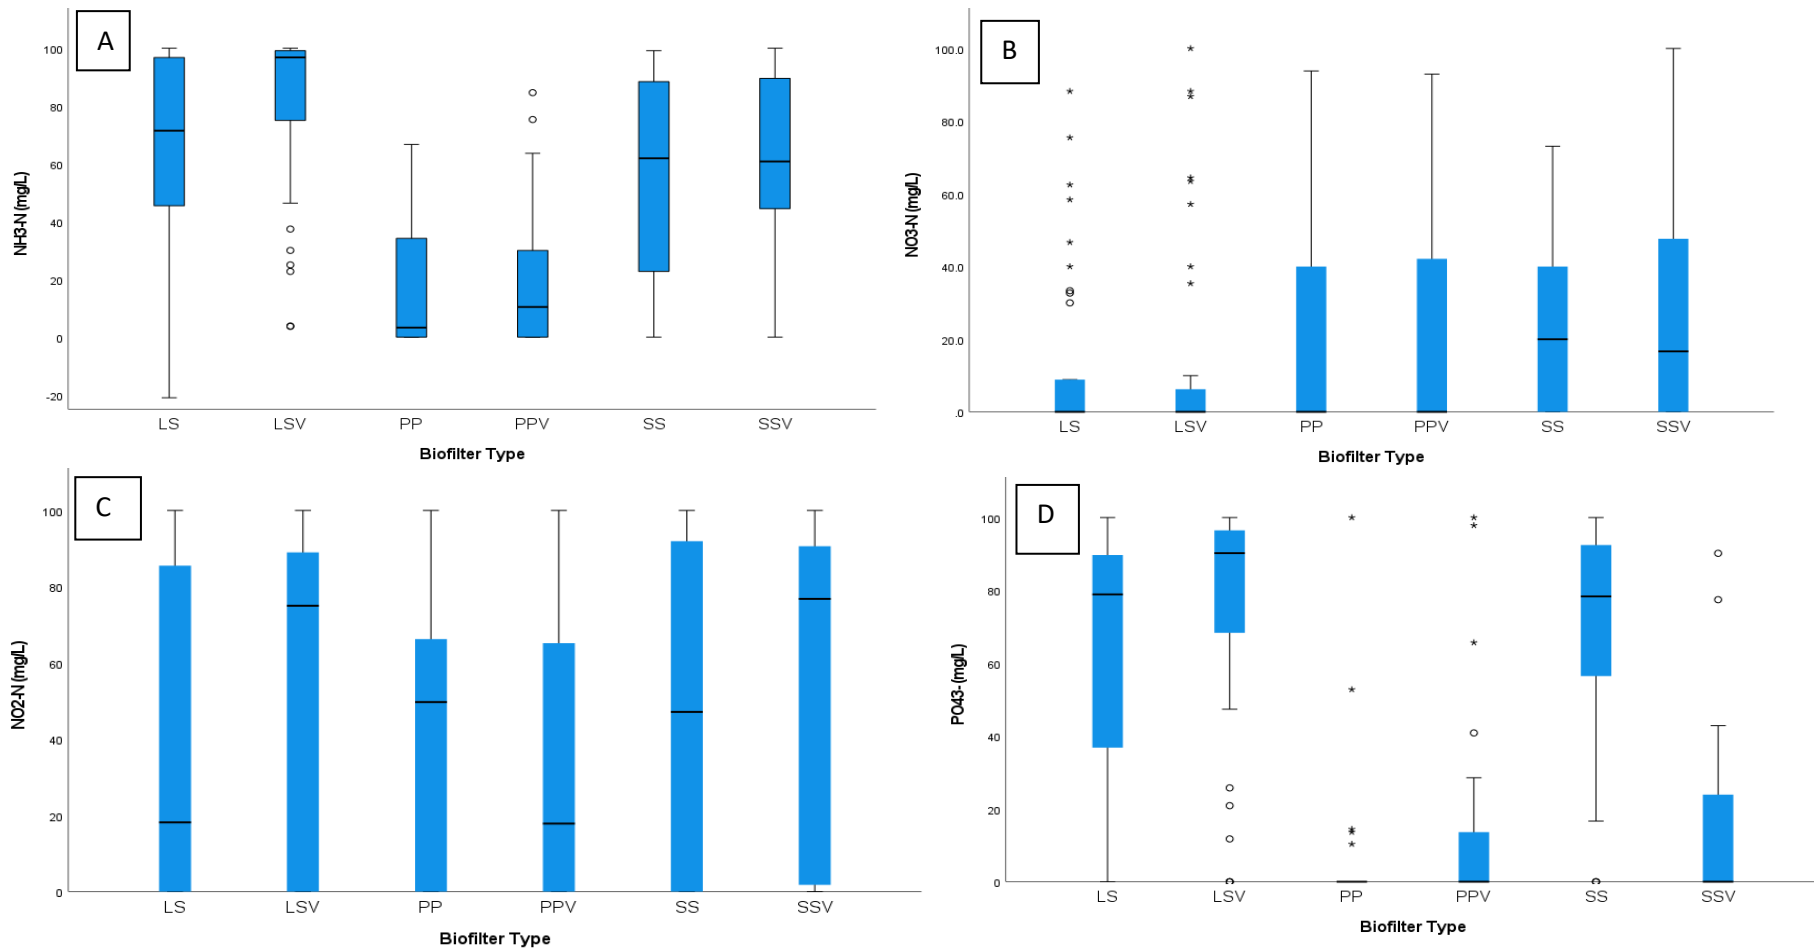 A
NH3-N (mg/L)
100
80
60
40
20
0
-20
LS LSV PP PPV SS SSV
Biofilter Type
B
NO3-N (mg/L)
100.0
80.0
60.0
40.0
20.0
.0
LS LSV PP PPV SS SSV
Biofilter Type
C
NO2-N (mg/L)
100
80
60
40
20
0
LS LSV PP PPV SS SSV
Biofilter Type
D
PO43- (mg/L)
100
80
60
40
20
0
LS LSV PP PPV SS SSV
Biofilter Type